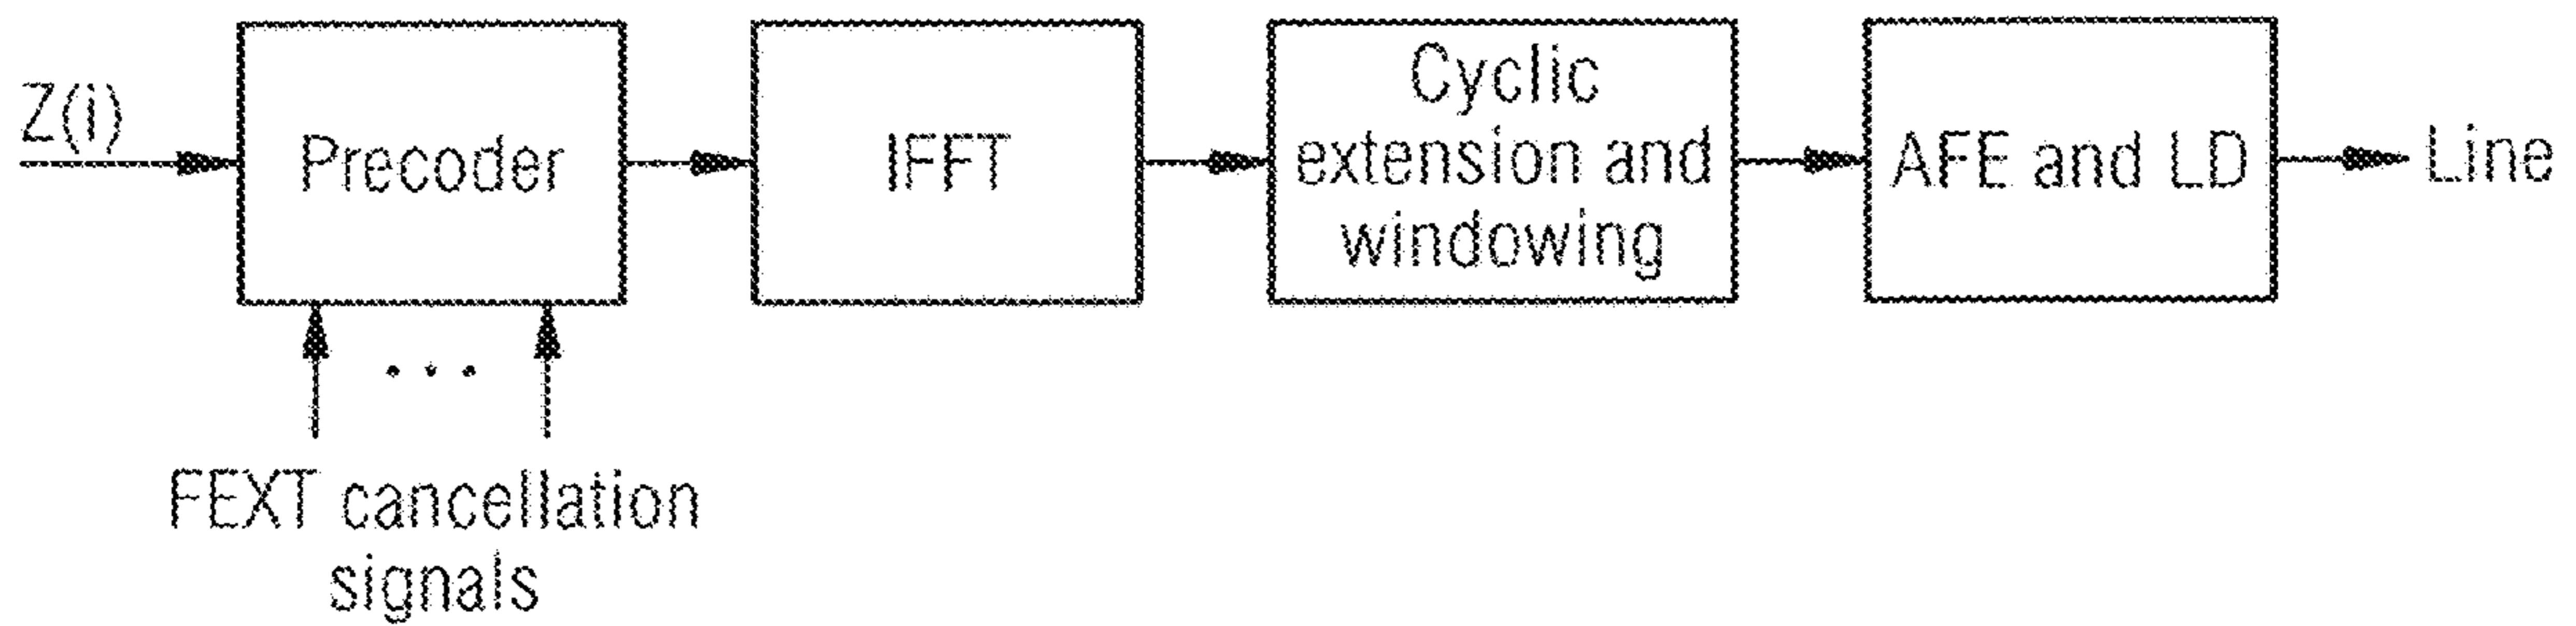 Z(i)
Precoder
IFFT
Cyclic
extension and
windowing
AFE and LD
Line
. . .
FEXT cancellation
signals